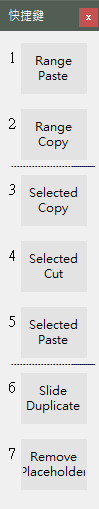 快捷鍵 x
1 Range
Paste
2 Range
Copy
3 Selected
Copy
4 Selected
Cut
5 Selected
Paste
6 Slide
Duplicate
7 Remove
Placeholder